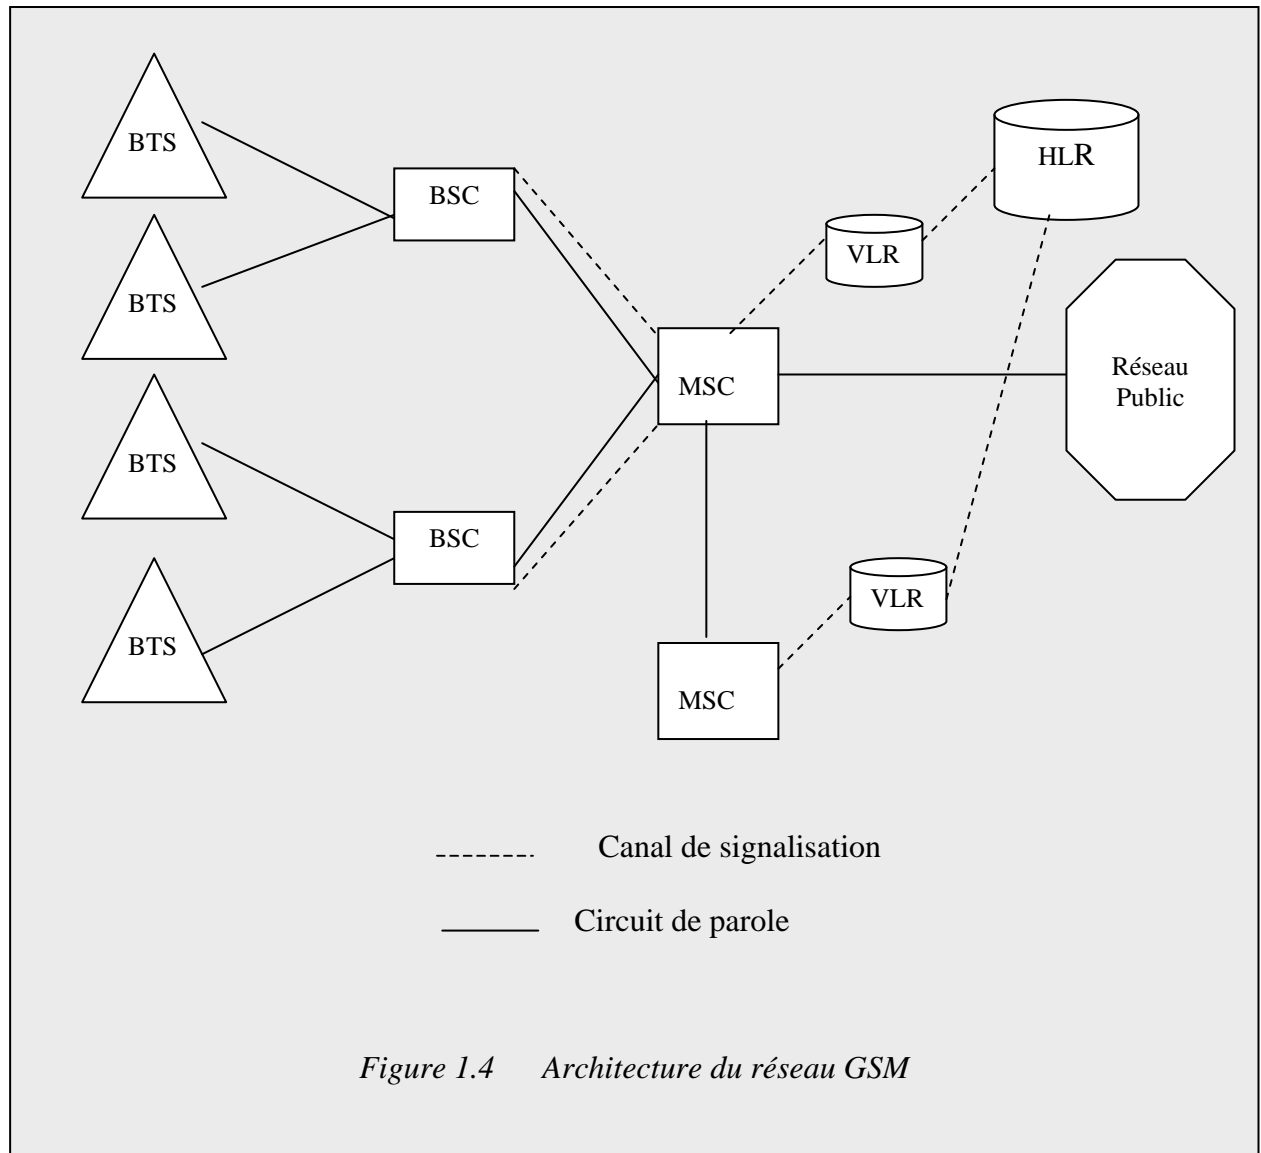 BTS
BSC
HLR
VLR
BTS
Réseau
Public
MSC
BTS
BSC
VLR
BTS
MSC
Canal de signalisation
Circuit de parole
Figure 1.4 Architecture du réseau GSM